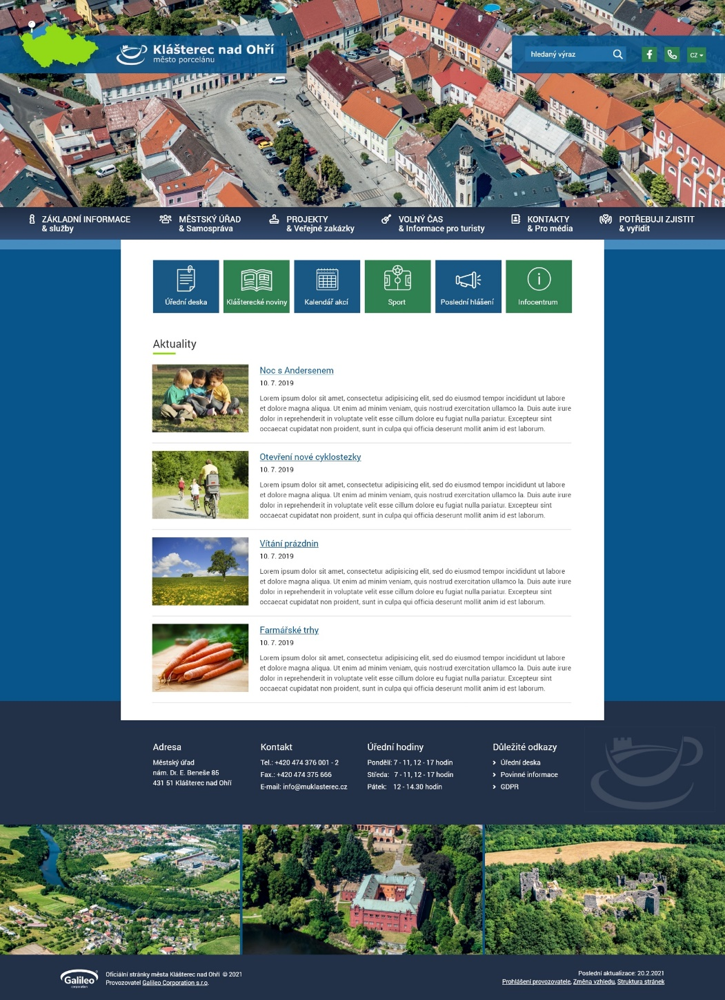 Klášterec nad Ohří
město porcelánu
hledaný výraz
CZ
ZÁKLADNÍ INFORMACE
& služby
MĚSTSKÝ ÚŘAD
& Samospráva
PROJEKTY
& Veřejné zakázky
VOLNÝ ČAS
& Informace pro turisty
KONTAKTY
& Pro média
POTŘEBUJI ZJISTIT
& vyřídit
Úřední deska
Klášterecké noviny
Kalendář akcí
Sport
Poslední hlášení
Infocentrum
Aktuality
Noc s Andersenem
10. 7. 2019
Lorem ipsum dolor sit amet, consectetur adipisicing elit, sed do eiusmod tempor incididunt ut labore
et dolore magna aliqua. Ut enim ad minim veniam, quis nostrud exercitation ullamco la. Duis aute irure
dolor in reprehenderit in voluptate velit esse cillum dolore eu fugiat nulla pariatur. Excepteur sint
occaecat cupidatat non proident, sunt in culpa qui officia deserunt mollit anim id est laborum.
Otevření nové cyklostezky
10. 7. 2019
Lorem ipsum dolor sit amet, consectetur adipisicing elit, sed do eiusmod tempor incididunt ut labore
et dolore magna aliqua. Ut enim ad minim veniam, quis nostrud exercitation ullamco la. Duis aute irure
dolor in reprehenderit in voluptate velit esse cillum dolore eu fugiat nulla pariatur. Excepteur sint
occaecat cupidatat non proident, sunt in culpa qui officia deserunt mollit anim id est laborum.
Vítání prázdnin
10. 7. 2019
Lorem ipsum dolor sit amet, consectetur adipisicing elit, sed do eiusmod tempor incididunt ut labore
et dolore magna aliqua. Ut enim ad minim veniam, quis nostrud exercitation ullamco la. Duis aute irure
dolor in reprehenderit in voluptate velit esse cillum dolore eu fugiat nulla pariatur. Excepteur sint
occaecat cupidatat non proident, sunt in culpa qui officia deserunt mollit anim id est laborum.
Farmářské trhy
10. 7. 2019
Lorem ipsum dolor sit amet, consectetur adipisicing elit, sed do eiusmod tempor incididunt ut labore
et dolore magna aliqua. Ut enim ad minim veniam, quis nostrud exercitation ullamco la. Duis aute irure
dolor in reprehenderit in voluptate velit esse cillum dolore eu fugiat nulla pariatur. Excepteur sint
occaecat cupidatat non proident, sunt in culpa qui officia deserunt mollit anim id est laborum.
Adresa
Městský úřad
nám. Dr. E. Beneše 85
431 51 Klášterec nad Ohří
Kontakt
Tel.: +420 474 376 001 - 2
Fax.: +420 474 375 666
E-mail: info@muklasterec.cz
Úřední hodiny
Pondělí: 7 - 11, 12 - 17 hodin
Středa: 7 - 11, 12 - 17 hodin
Pátek: 12 - 14.30 hodin
Důležité odkazy
Úřední deska
Povinné informace
GDPR
Galileo
corporation
Oficiální stránky města Klášterec nad Ohří © 2021
Provozovatel Galileo Corporation s.r.o.
Poslední aktualizace: 20.2.2021
Prohlášení provozovatele, Změna vzhledu, Struktura stránek